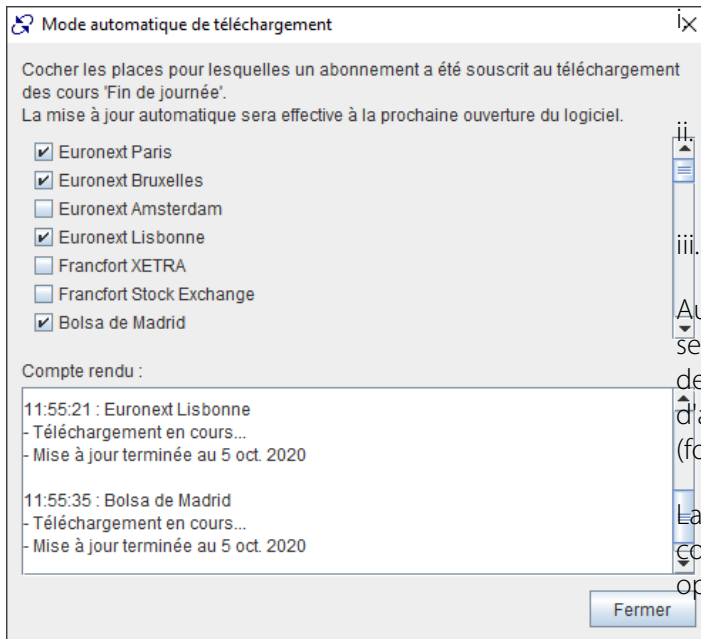 Mode automatique de téléchargement
i.
Cocher les places pour lesquelles un abonnement a été souscrit au téléchargement
des cours 'Fin de journée'.
La mise à jour automatique sera effective à la prochaine ouverture du logiciel.
ii.
Euronext Paris
Euronext Bruxelles
Euronext Amsterdam
Euronext Lisbonne
iii.
Francfort XETRA
Francfort Stock Exchange
Bolsa de Madrid
Compte rendu :
11:55:21 : Euronext Lisbonne
- Téléchargement en cours...
- Mise à jour terminée au 5 oct. 2020
11:55:35 : Bolsa de Madrid
- Téléchargement en cours...
- Mise à jour terminée au 5 oct. 2020
Fermer